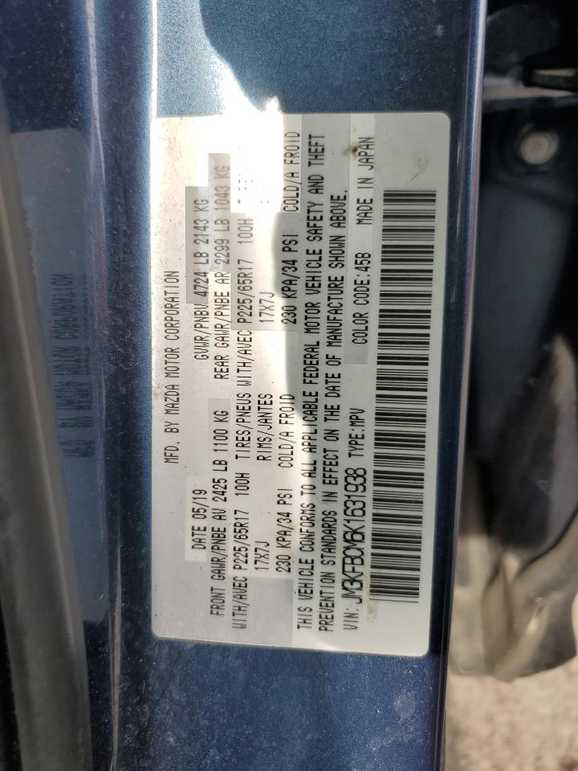 MFD. BY MAZDA MOTOR CORPORATION
DATE 05/19 GVWR/PNBV 4724 LB 2143 KG
FRONT GAWR/PNBE AV 2425 LB 1100 KG REAR GAWR/PNBE AR 2299 LB 1043 KG
WITH/AVEC P225/65R17 100H TIRES/PNEUS WITH/AVEC P225/65R17 100H
17X7J RIMS/JANTES 17X7J
230 KPA/34 PSI COLD/A FROID 230 KPA/34 PSI COLD/A FROID
THIS VEHICLE CONFORMS TO ALL APPLICABLE FEDERAL MOTOR VEHICLE SAFETY AND THEFT
PREVENTION STANDARDS IN EFFECT ON THE DATE OF MANUFACTURE SHOWN ABOVE.
VIN: JM3KFBCM6K1631938 TYPE:MPV COLOR CODE:45B MADE IN JAPAN